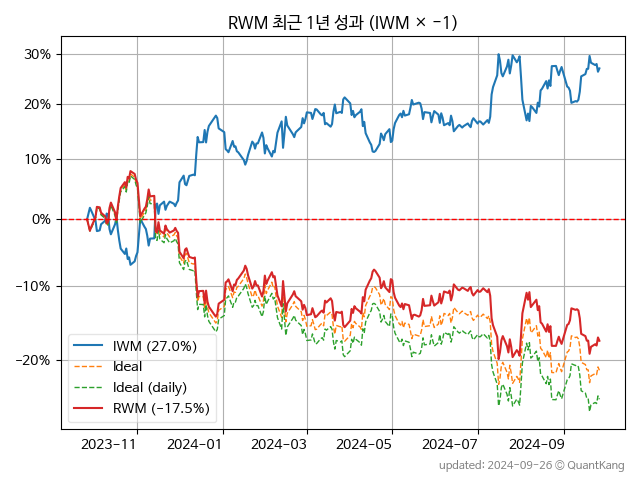 RWM 최근 1년 성과 (IWM × −1)
30%
20%
10%
0%
−10%
−20%
IWM (27.0%)
Ideal
Ideal (daily)
RWM (−17.5%)
2023−11 2024−01 2024−03 2024−05 2024−07 2024−09
updated: 2024-09-26 © QuantKang